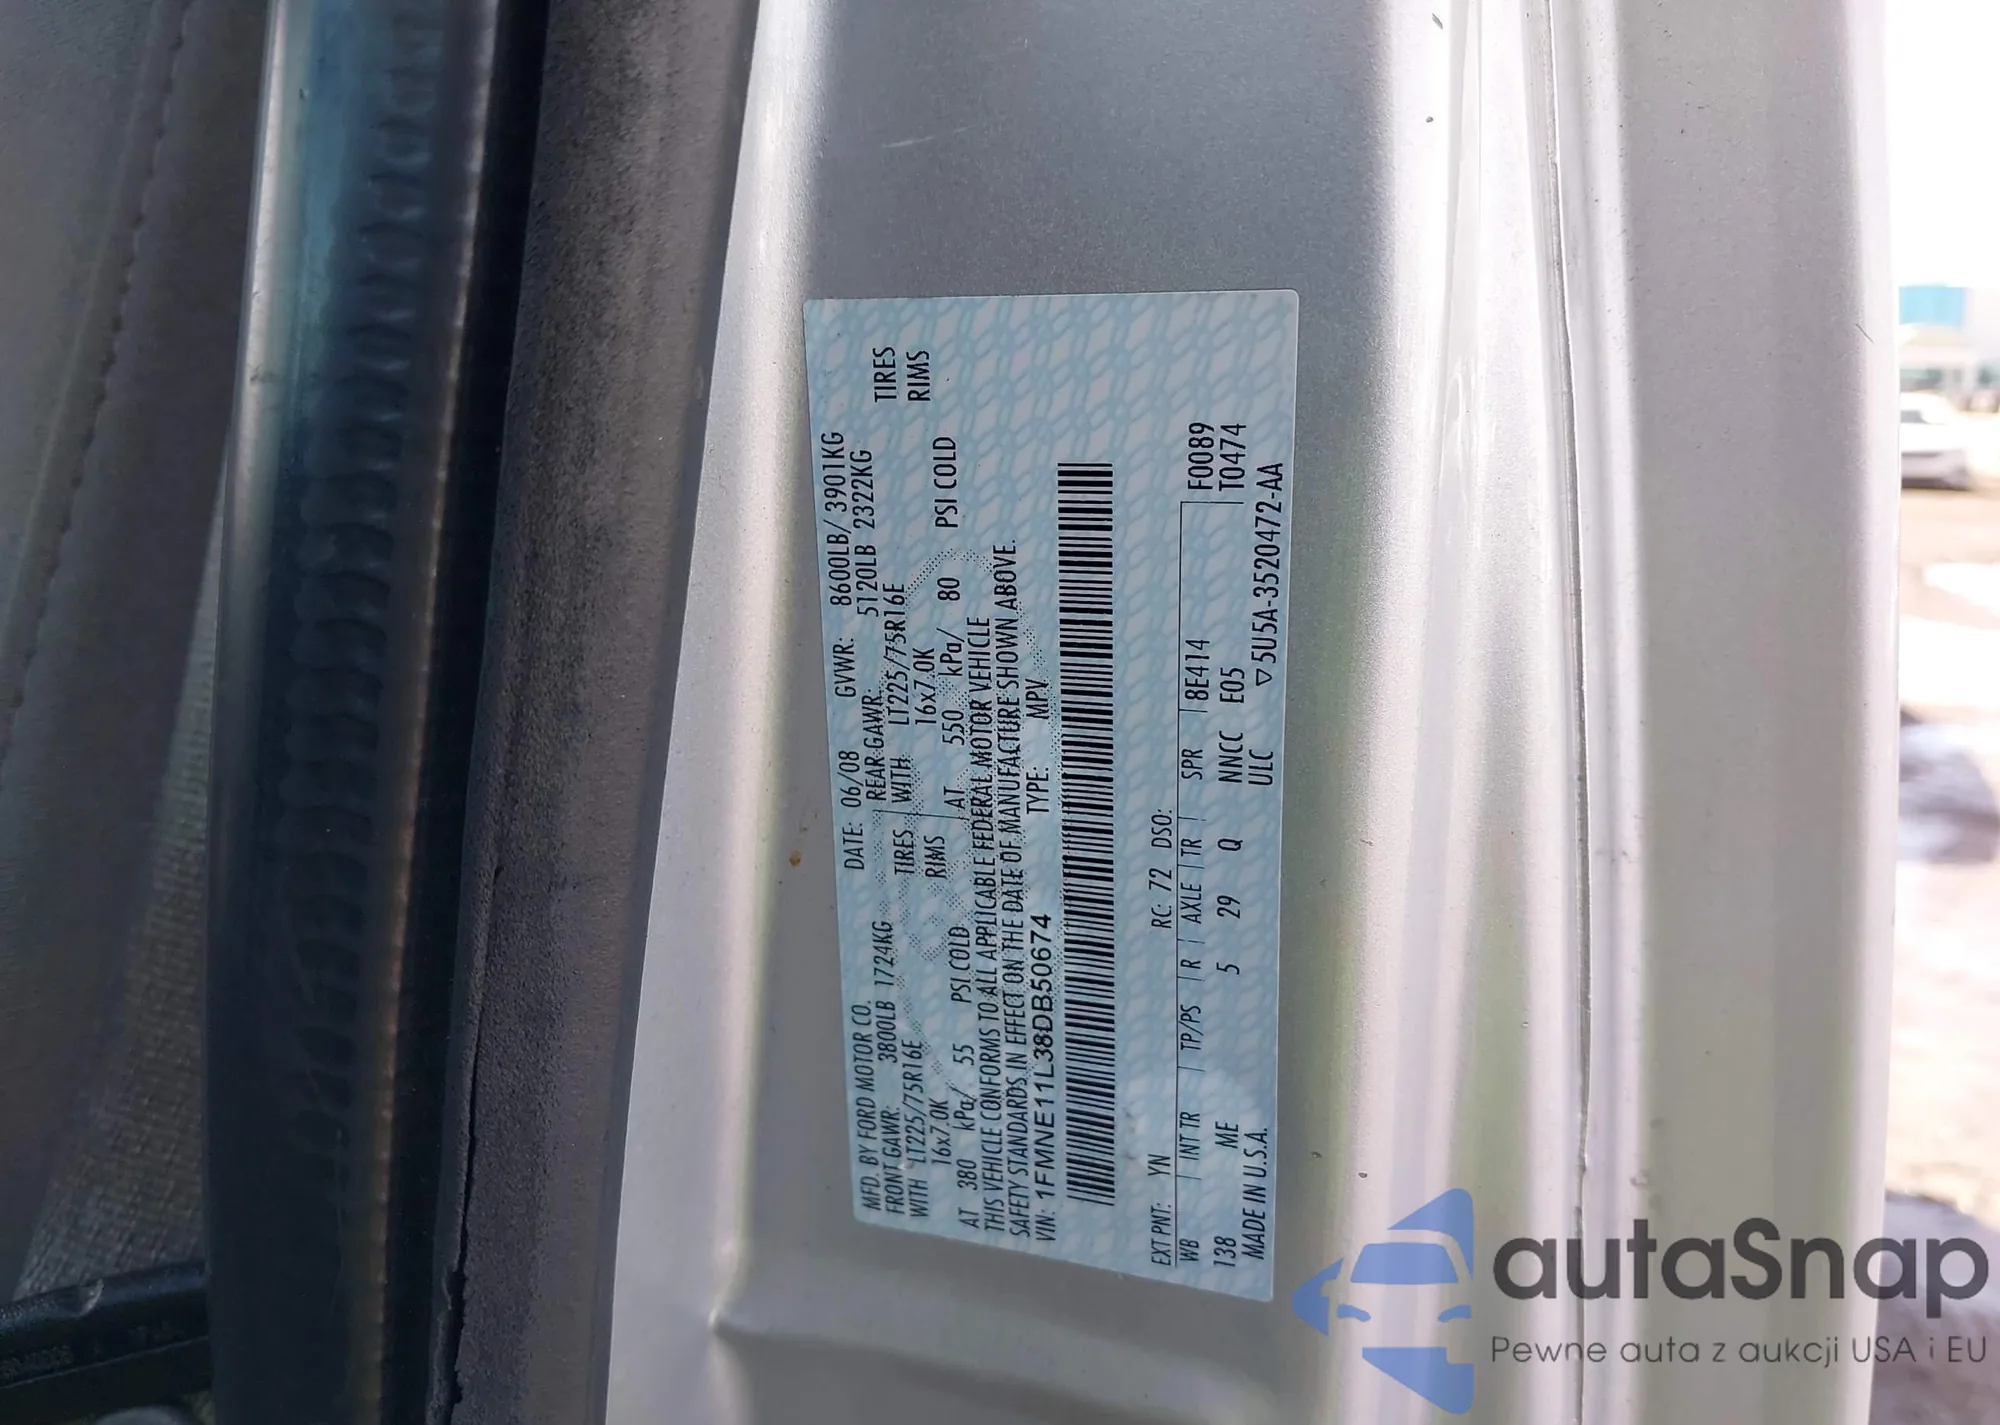 MFD. BY FORD MOTOR CO. DATE: 06/08 GVWR: 8600LB/ 3901KG
FRONT GAWR: 3800LB 1724KG REAR GAWR: 5120LB 2322KG
WITH LT225/75R16E TIRES WITH LT225/75R16E TIRES
16x7.0K RIMS 16x7.0K RIMS
AT 380 kPa/ 55 PSI COLD AT 550 kPa/ 80 PSI COLD
THIS VEHICLE CONFORMS TO ALL APPLICABLE FEDERAL MOTOR VEHICLE
SAFETY STANDARDS IN EFFECT ON THE DATE OF MANUFACTURE SHOWN ABOVE.
VIN: 1FMNE11L38DB50674 TYPE: MPV
EXT PNT: YN RC: 72 DSO:
WB INT TR TP/PS R AXLE TR SPR
138 ME 5 29 Q NNCC 8E414 F0089
E05 T0474
MADE IN U.S.A. ULC ▽5U5A-3520472-AA
autaSnap
Pewne auta z aukcji USA i EU